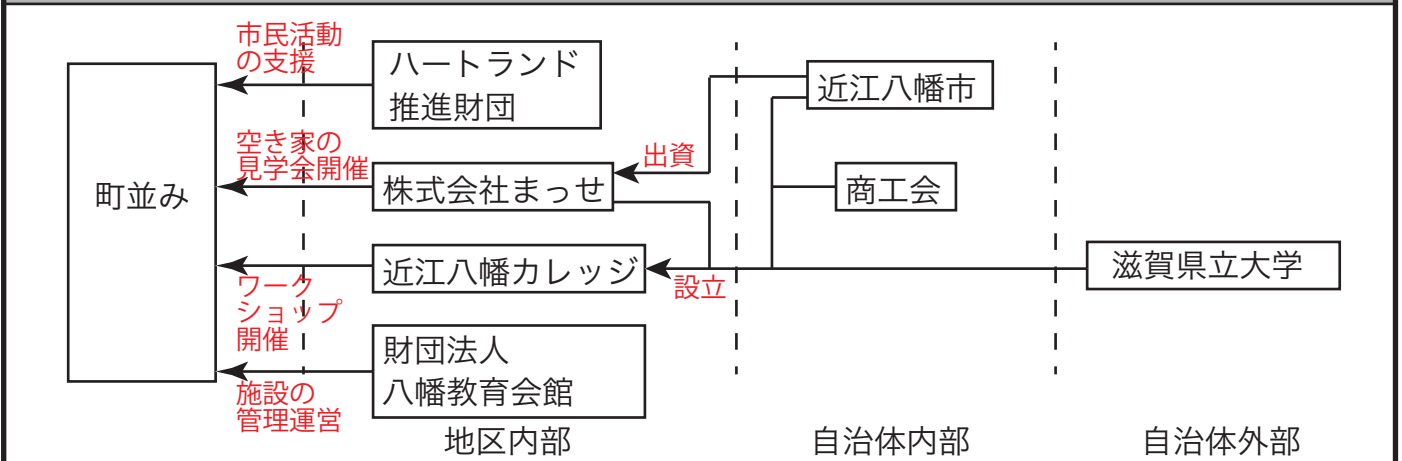 市民活動
の支援
ハートランド
推進財団
近江八幡市
空き家の
見学会開催
出資
町並み
株式会社まっせ
商工会
近江八幡カレッジ
設立
滋賀県立大学
ワーク
ショップ
開催
財団法人
八幡教育会館
施設の
管理運営
地区内部
自治体内部
自治体外部